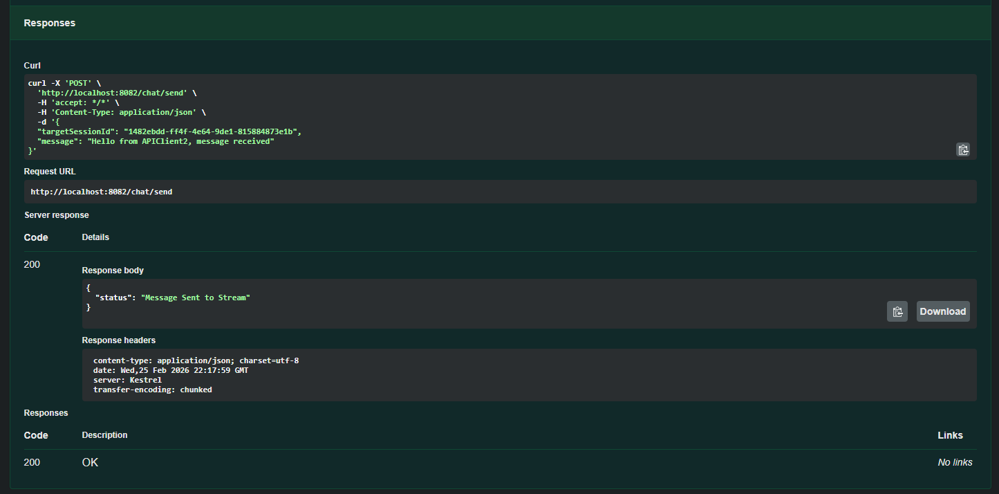 Responses
Curl
curl -X 'POST' \
  'http://localhost:8082/chat/send' \
  -H 'accept: */*' \
  -H 'Content-Type: application/json' \
  -d '{
  "targetSessionId": "1482ebdd-ff4f-4e64-9de1-815884873e1b",
  "message": "Hello from APIClient2, message received"
}'
Request URL
http://localhost:8082/chat/send
Server response
Code Details
200
Response body
{
  "status": "Message Sent to Stream"
}
Download
Response headers
content-type: application/json; charset=utf-8
date: Wed,25 Feb 2026 22:17:59 GMT
server: Kestrel
transfer-encoding: chunked
Responses
Code Description Links
200 OK No links